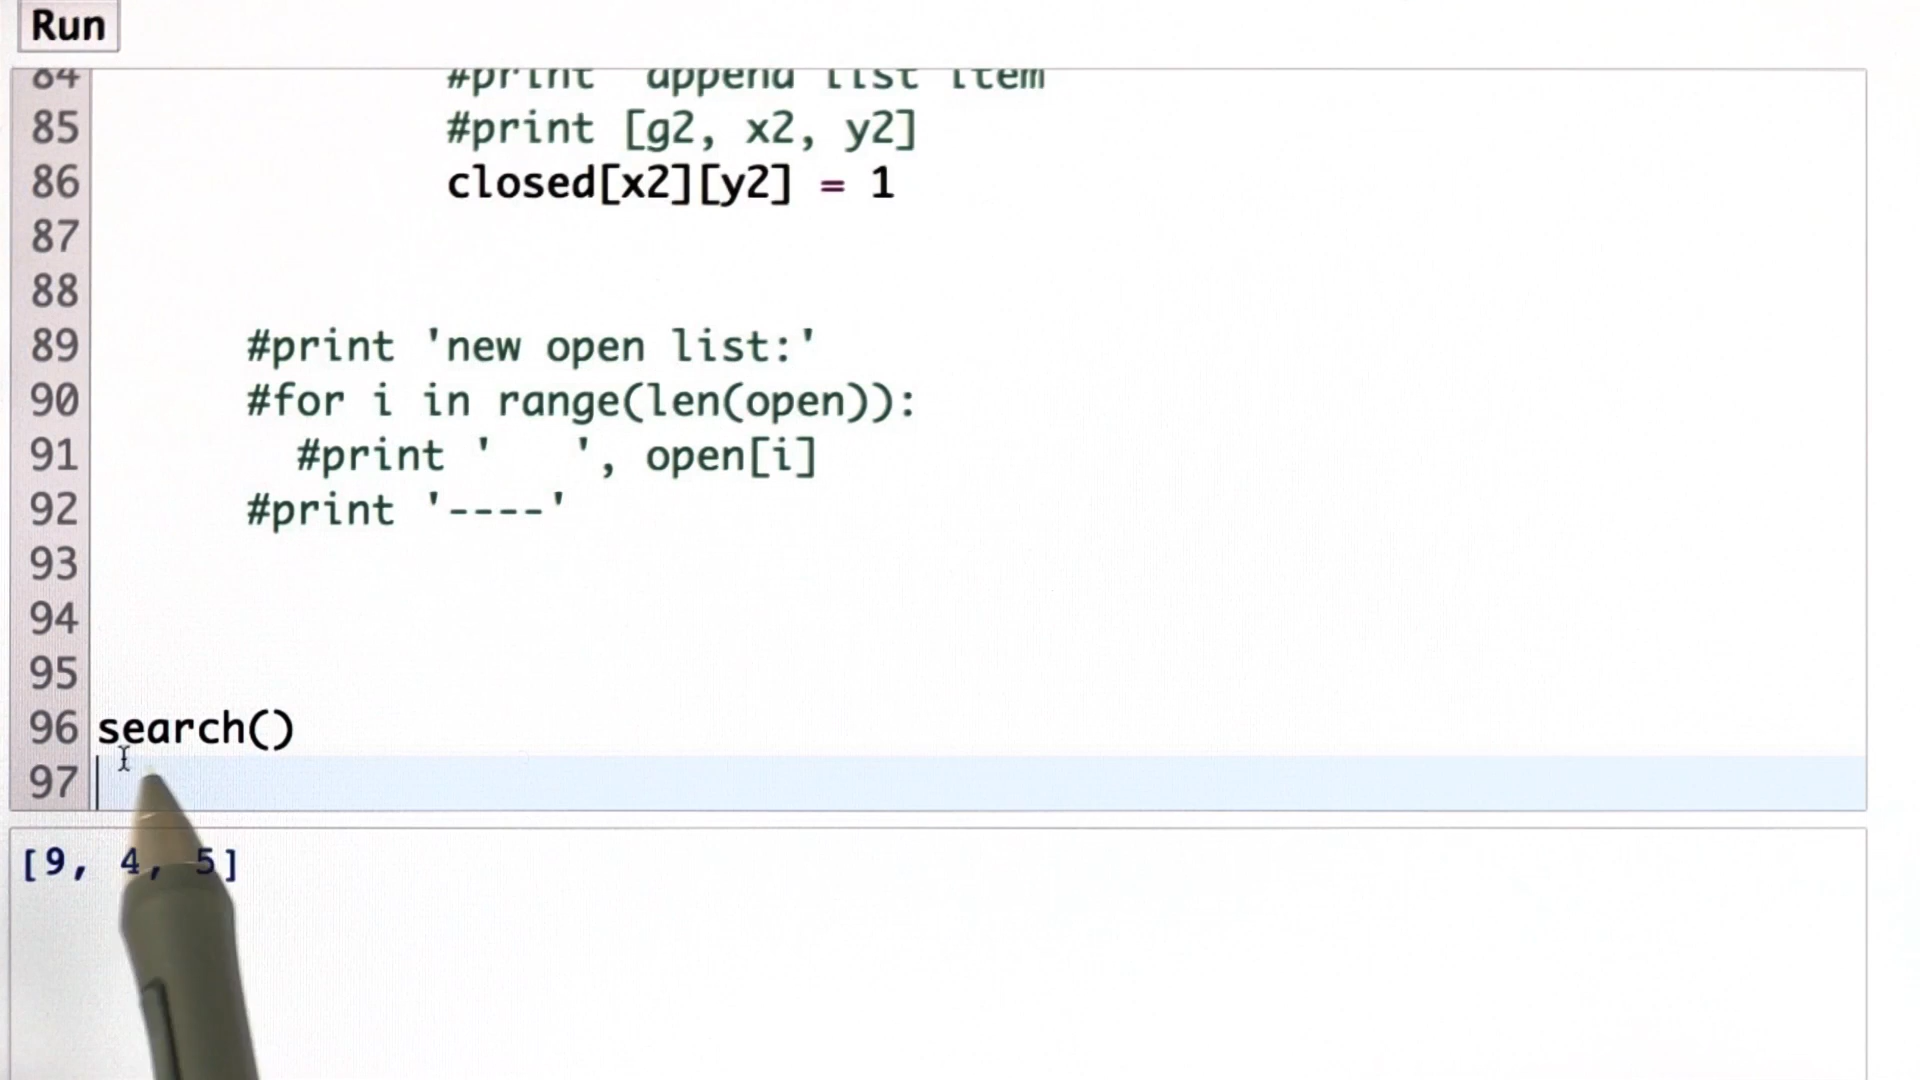 Run
84 #print append list item
85 #print [g2, x2, y2]
86 closed[x2][y2] = 1
87
88
89 #print 'new open list:'
90 #for i in range(len(open)):
91 #print '   ', open[i]
92 #print '----'
93
94
95
96 search()
97
[9, 4, 5]